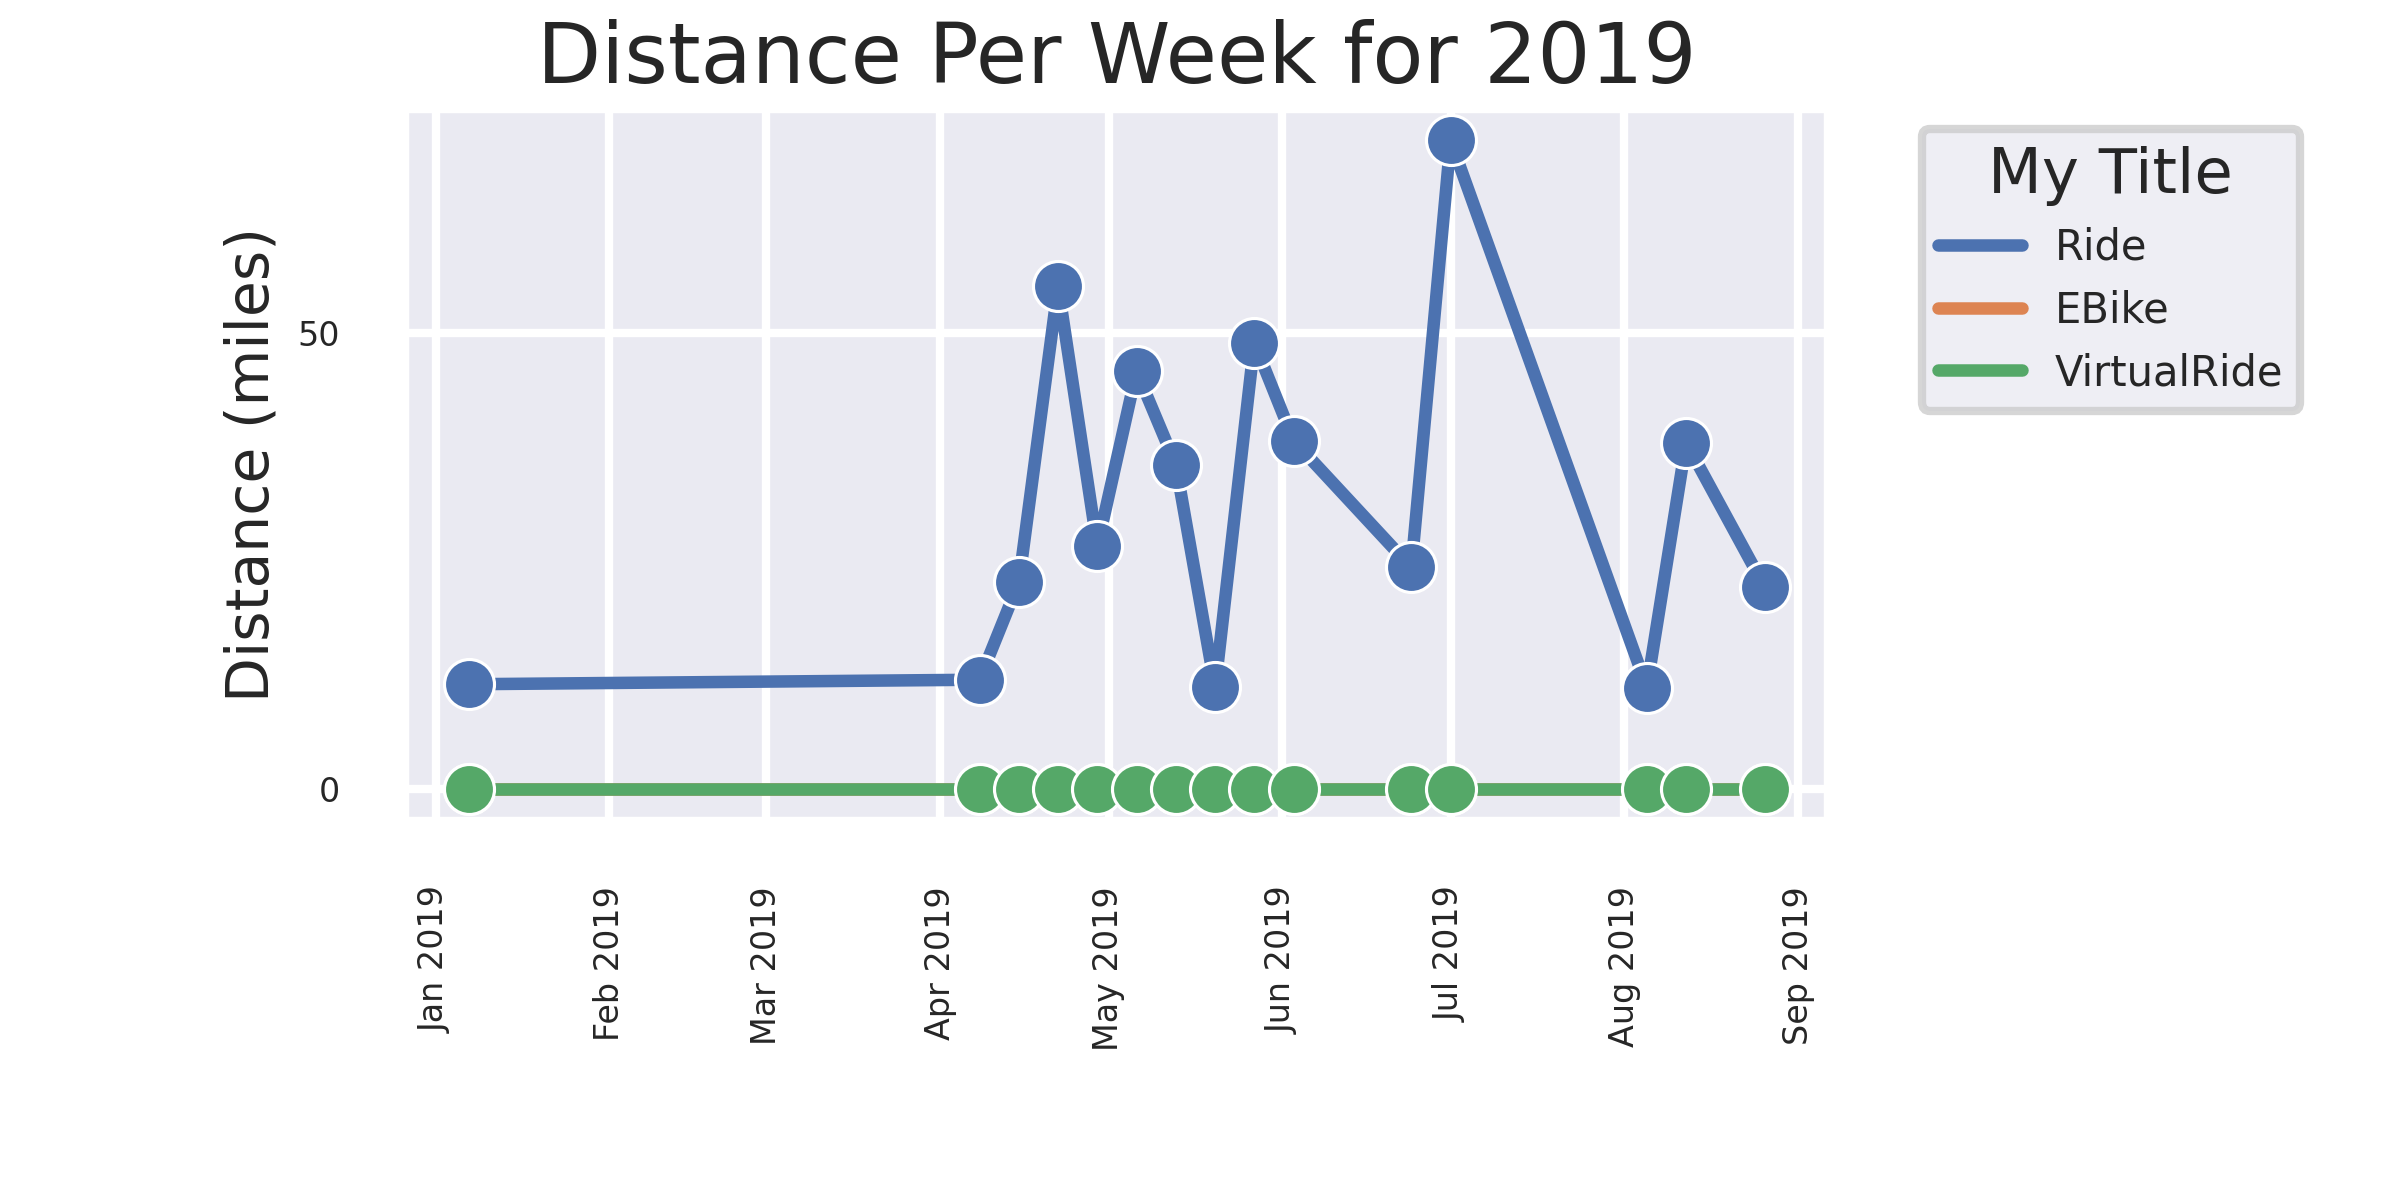 Distance Per Week for 2019
Distance (miles)
50
0
Jan 2019
Feb 2019
Mar 2019
Apr 2019
May 2019
Jun 2019
Jul 2019
Aug 2019
Sep 2019
My Title
Ride
EBike
VirtualRide